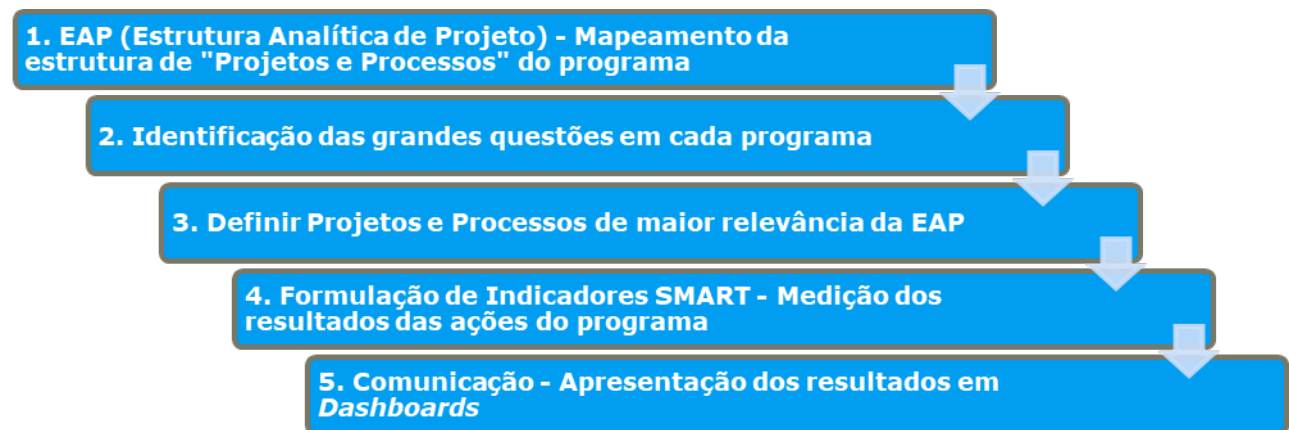 1. EAP (Estrutura Analítica de Projeto) - Mapeamento da
estrutura de "Projetos e Processos" do programa
2. Identificação das grandes questões em cada programa
3. Definir Projetos e Processos de maior relevância da EAP
4. Formulação de Indicadores SMART - Medição dos
resultados das ações do programa
5. Comunicação - Apresentação dos resultados em
Dashboards